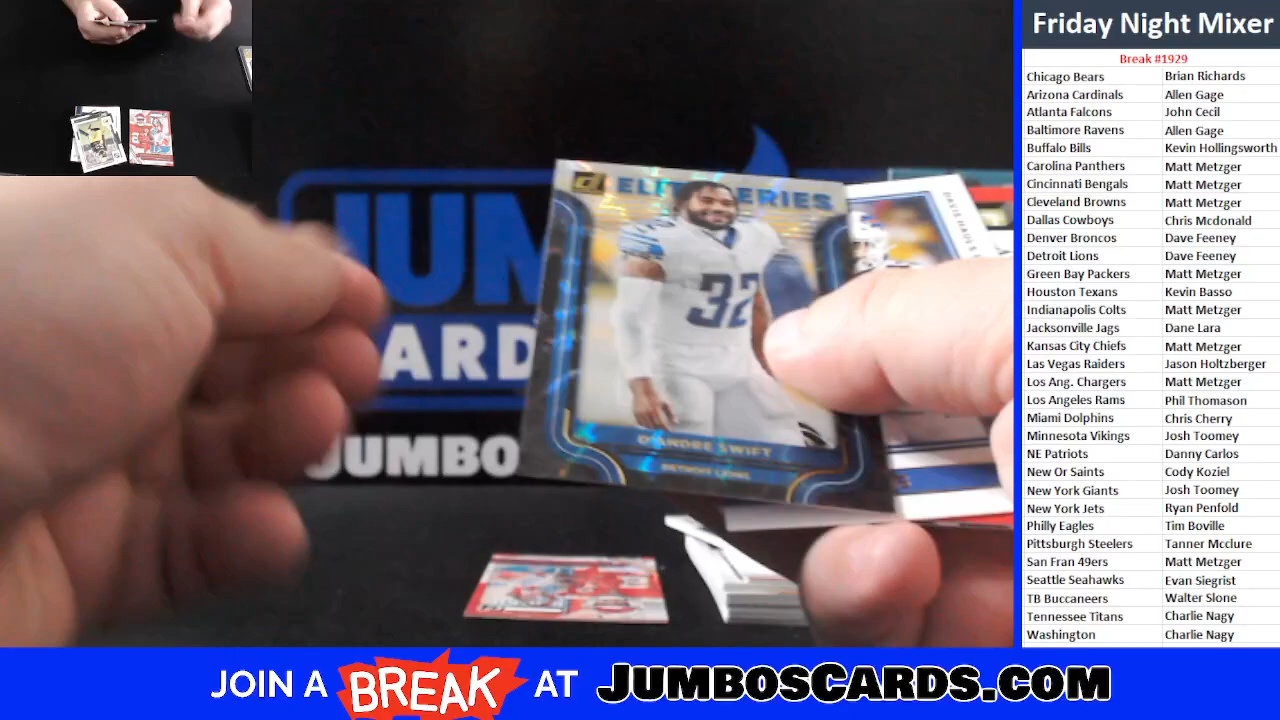 Friday Night Mixer
Break #1929
Chicago Bears Brian Richards
Arizona Cardinals Allen Gage
Atlanta Falcons John Cecil
Baltimore Ravens Allen Gage
Buffalo Bills Kevin Hollingsworth
Carolina Panthers Matt Metzger
Cincinnati Bengals Matt Metzger
Cleveland Browns Matt Metzger
Dallas Cowboys Chris Mcdonald
Denver Broncos Dave Feeney
Detroit Lions Dave Feeney
Green Bay Packers Matt Metzger
Houston Texans Kevin Basso
Indianapolis Colts Matt Metzger
Jacksonville Jags Dane Lara
Kansas City Chiefs Matt Metzger
Las Vegas Raiders Jason Holtzberger
Los Ang. Chargers Matt Metzger
Los Angeles Rams Phil Thomason
Miami Dolphins Chris Cherry
Minnesota Vikings Josh Toomey
NE Patriots Danny Carlos
New Or Saints Cody Koziel
New York Giants Josh Toomey
New York Jets Ryan Penfold
Philly Eagles Tim Boville
Pittsburgh Steelers Tanner Mcclure
San Fran 49ers Matt Metzger
Seattle Seahawks Evan Siegrist
TB Buccaneers Walter Slone
Tennessee Titans Charlie Nagy
Washington Charlie Nagy
32
D'ANDRE SWIFT
DETROIT LIONS
JUMBO
JOIN A BREAK AT JUMBOSCARDS.COM